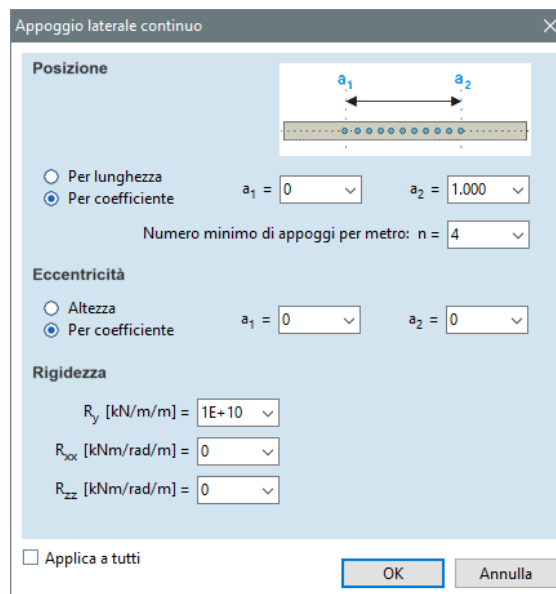 Appoggio laterale continuo
Posizione
a1 a2
Per lunghezza
Per coefficiente
a1 = 0 a2 = 1.000
Numero minimo di appoggi per metro: n = 4
Eccentricità
Altezza
Per coefficiente
a1 = 0 a2 = 0
Rigidezza
Ry [kN/m/m] = 1E+10
Rxx [kNm/rad/m] = 0
Rzz [kNm/rad/m] = 0
Applica a tutti
OK Annulla